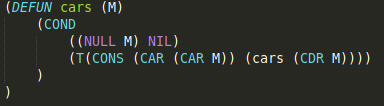 (DEFUN cars (M)
    (COND
        ((NULL M) NIL)
        (T(CONS (CAR (CAR M)) (cars (CDR M))))
    )
)